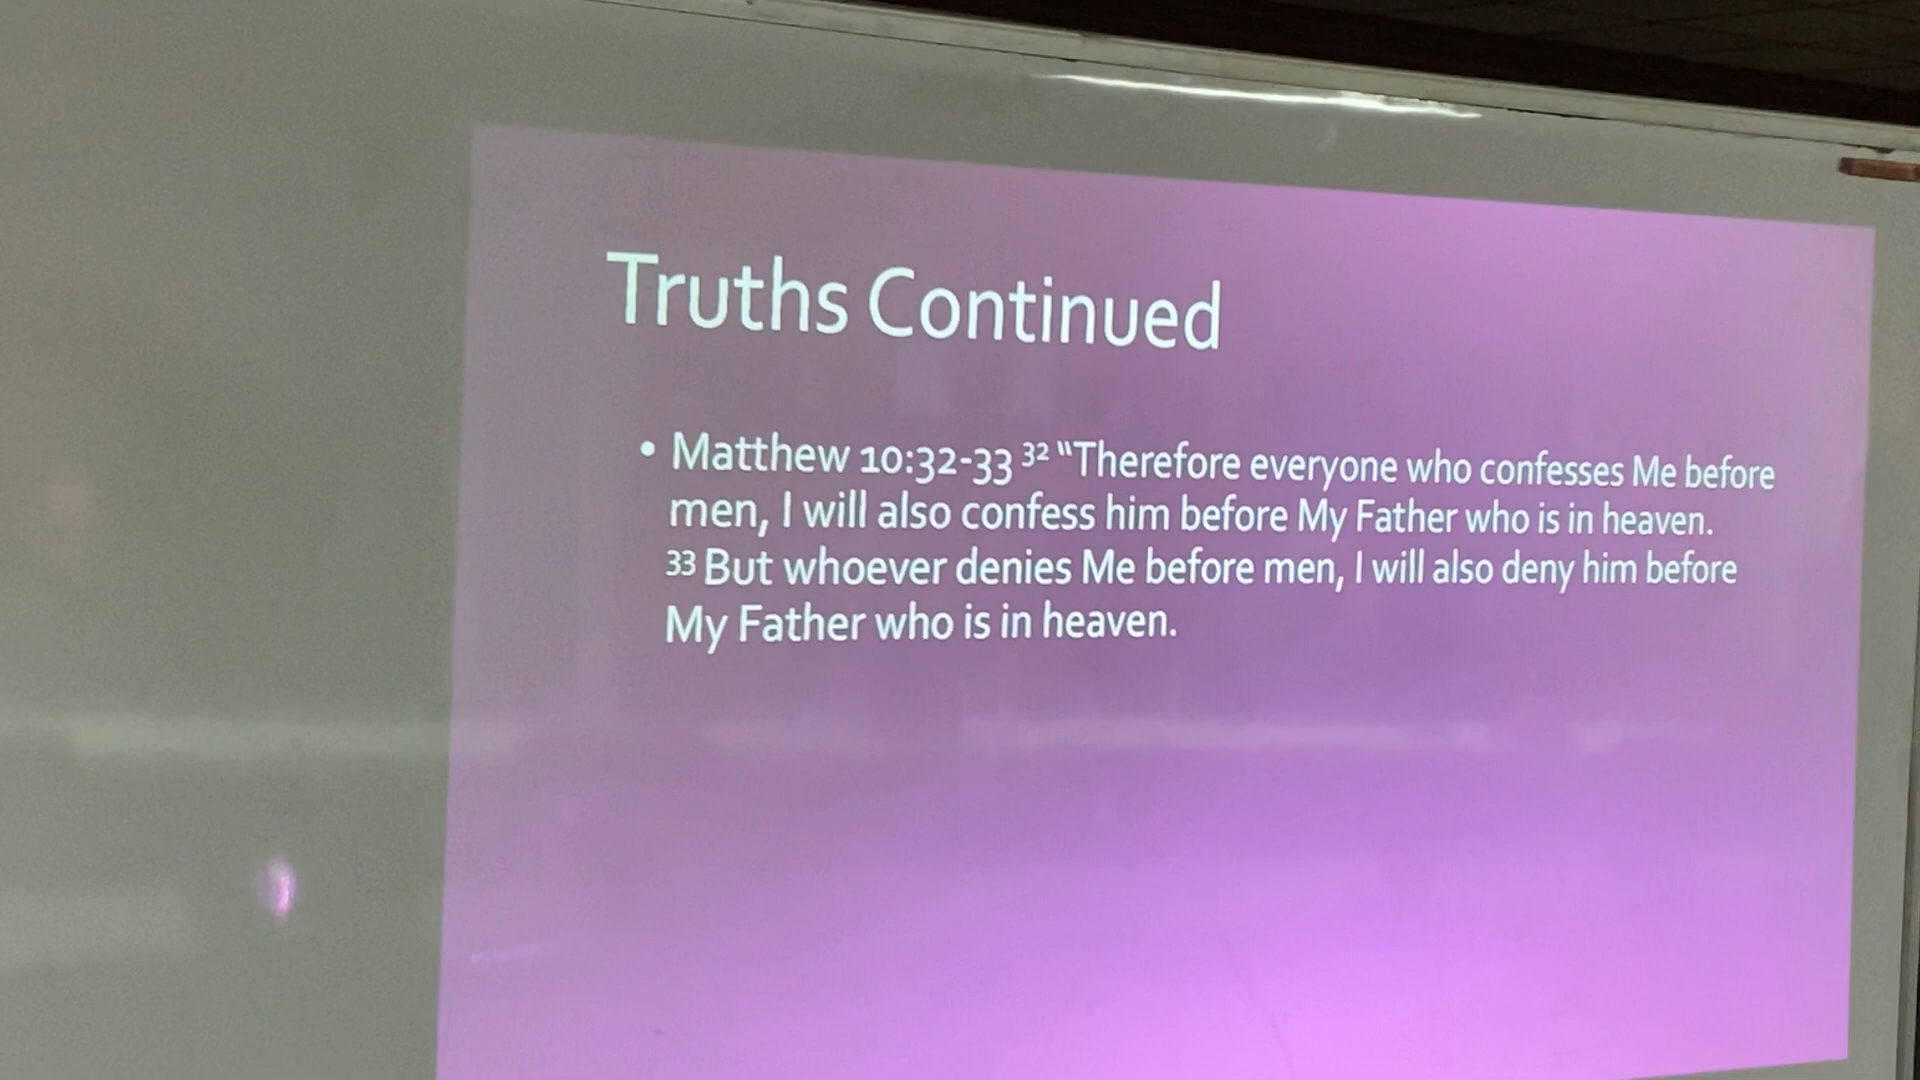 Truths Continued
• Matthew 10:32-33 ³² “Therefore everyone who confesses Me before
men, I will also confess him before My Father who is in heaven.
³³ But whoever denies Me before men, I will also deny him before
My Father who is in heaven.